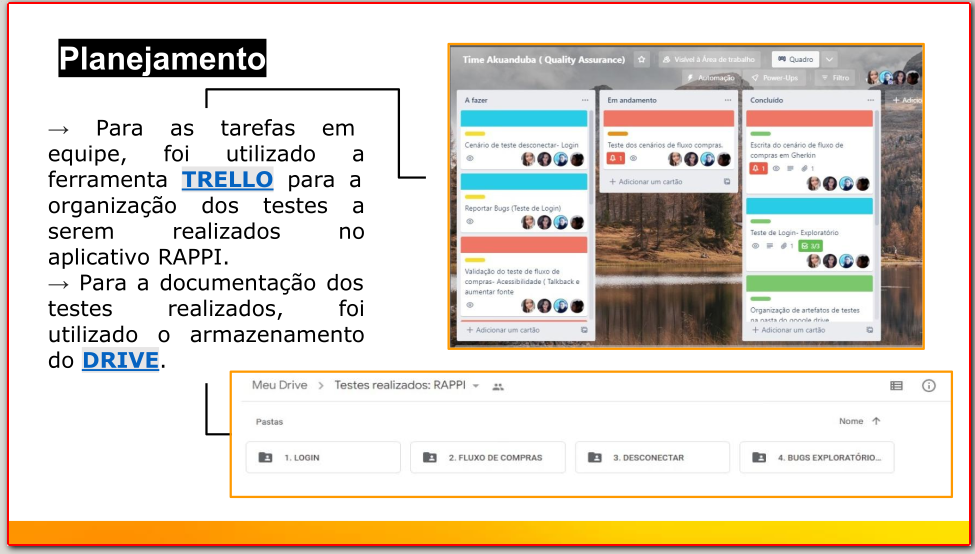 Planejamento
→ Para as tarefas em
equipe, foi utilizado a
ferramenta TRELLO para a
organização dos testes a
serem realizados no
aplicativo RAPPI.
→ Para a documentação dos
testes realizados, foi
utilizado o armazenamento
do DRIVE.
Time Akuanduba ( Quality Assurance)
Visível à Área de trabalho
Quadro
Automação
Power-Ups
Filtro
A fazer
Cenário de teste desconectar- Login
Reportar Bugs (Teste de Login)
Validação do teste de fluxo de
compras- Acessibilidade ( Talkback e
aumentar fonte
+ Adicionar um cartão
Em andamento
Teste dos cenários de fluxo compras.
1
+ Adicionar um cartão
Concluído
Escrita do cenário de fluxo de
compras em Gherkin
1
1
Teste de Login- Exploratório
1
3/3
Organização de artefatos de testes
na pasta do google drive
+ Adicionar um cartão
+ Adicio
Meu Drive > Testes realizados: RAPPI
Pastas
Nome ↑
1. LOGIN
2. FLUXO DE COMPRAS
3. DESCONECTAR
4. BUGS EXPLORATÓRIO...